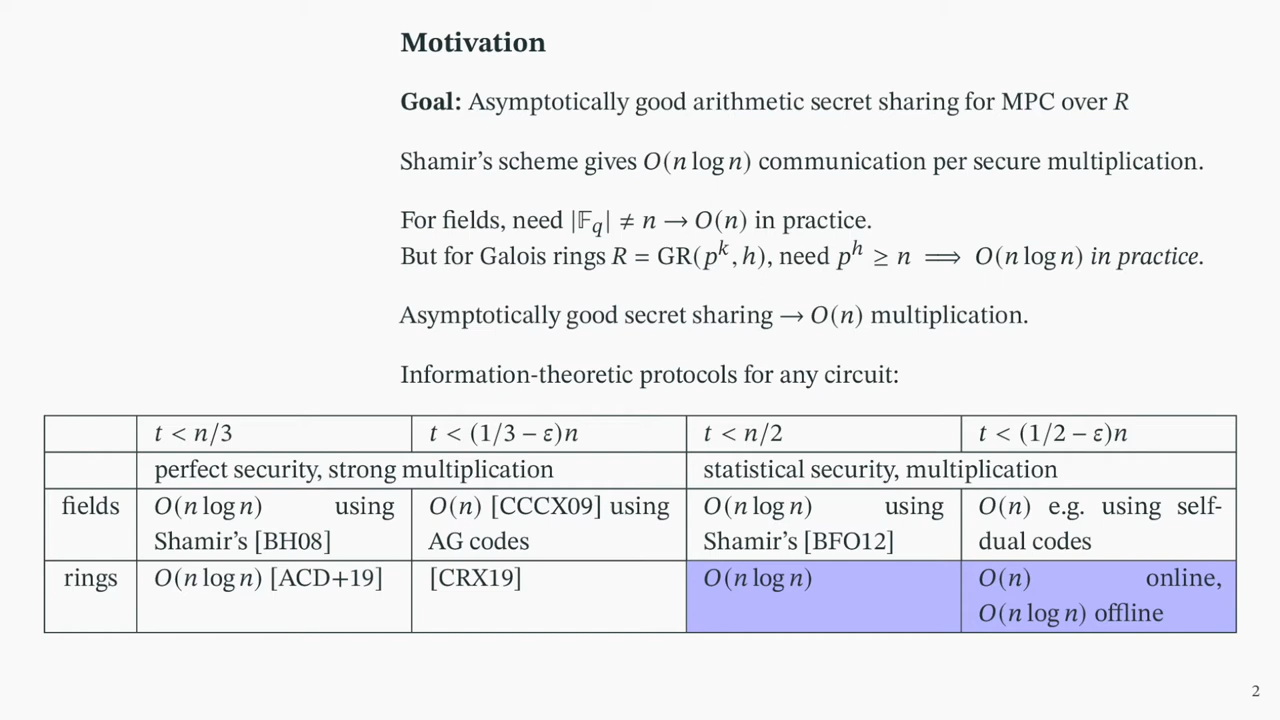 Motivation
Goal: Asymptotically good arithmetic secret sharing for MPC over R
Shamir's scheme gives O(n log n) communication per secure multiplication.
For fields, need |𝔽_q| ≠ n → O(n) in practice.
But for Galois rings R = GR(p^k, h), need p^h ≥ n ⟹ O(n log n) in practice.
Asymptotically good secret sharing → O(n) multiplication.
Information-theoretic protocols for any circuit:
t < n/3 t < (1/3 − ε)n t < n/2 t < (1/2 − ε)n
perfect security, strong multiplication statistical security, multiplication
fields O(n log n) using O(n) [CCCX09] using O(n log n) using O(n) e.g. using self-
Shamir's [BH08] AG codes Shamir's [BFO12] dual codes
rings O(n log n) [ACD+19] [CRX19] O(n log n) O(n) online,
O(n log n) offline
2